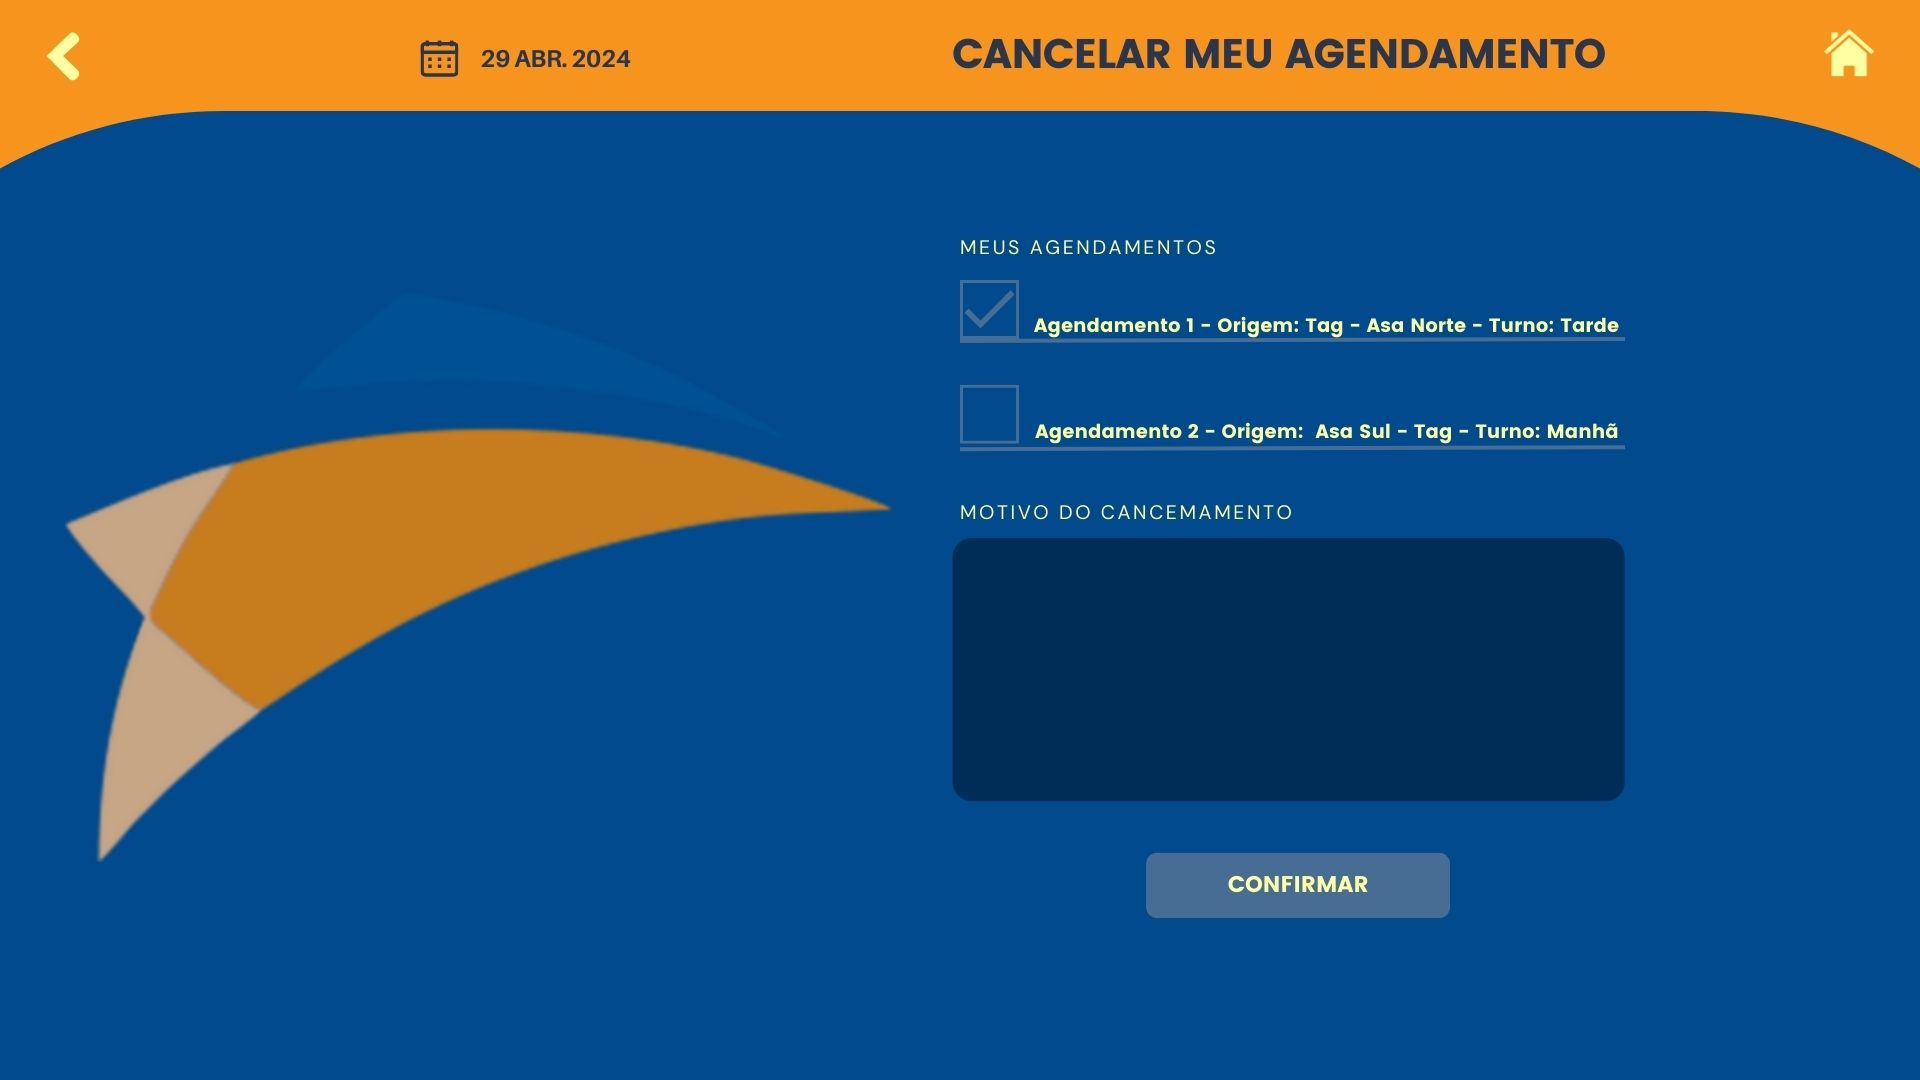 29 ABR. 2024
CANCELAR MEU AGENDAMENTO
MEUS AGENDAMENTOS
Agendamento 1 - Origem: Tag - Asa Norte - Turno: Tarde
Agendamento 2 - Origem: Asa Sul - Tag - Turno: Manhã
MOTIVO DO CANCEMAMENTO
CONFIRMAR